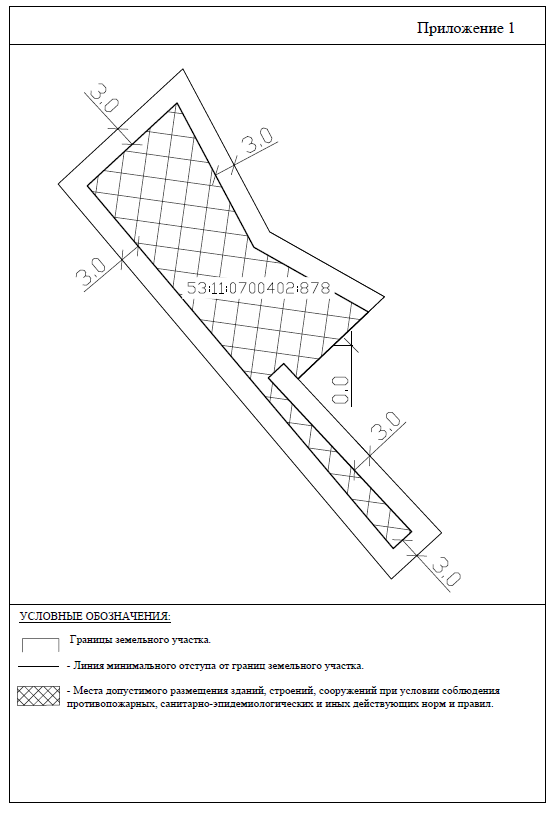 Приложение 1
3,0
3,0
3,0
53:11:0700402:878
0,0
3,0
3,0
УСЛОВНЫЕ ОБОЗНАЧЕНИЯ:
Границы земельного участка.
- Линия минимального отступа от границ земельного участка.
- Места допустимого размещения зданий, строений, сооружений при условии соблюдения
противопожарных, санитарно-эпидемиологических и иных действующих норм и правил.